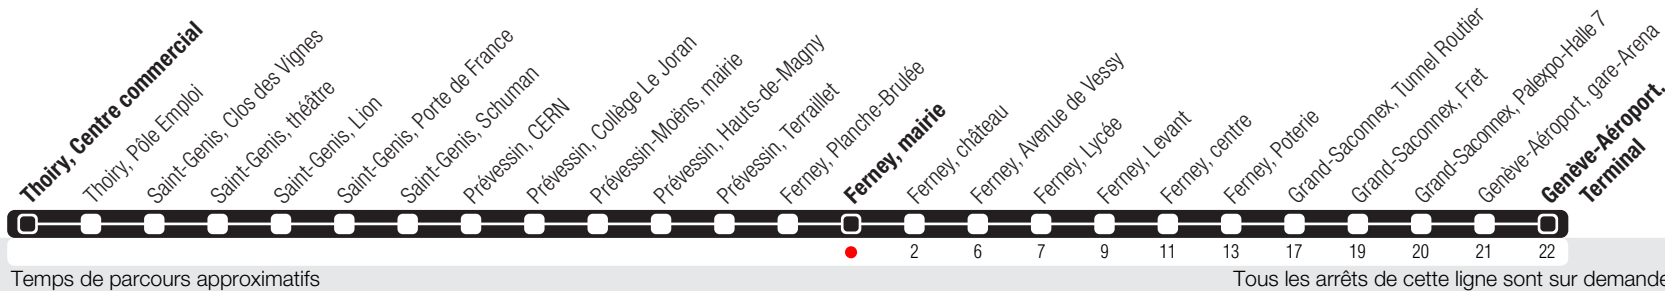 Thoiry, Centre commercial
Thoiry, Pôle Emploi
Saint-Genis, Clos des Vignes
Saint-Genis, théâtre
Saint-Genis, Lion
Saint-Genis, Porte de France
Saint-Genis, Schuman
Prévessin, CERN
Prévessin, Collège Le Joran
Prévessin-Moëns, mairie
Prévessin, Hauts-de-Magny
Prévessin, Terraillet
Ferney, Planche-Brulée
Ferney, mairie
Ferney, château
Ferney, Avenue de Vessy
Ferney, Lycée
Ferney, Levant
Ferney, centre
Ferney, Poterie
Grand-Saconnex, Tunnel Routier
Grand-Saconnex, Fret
Grand-Saconnex, Palexpo-Halle 7
Genève-Aéroport, gare-Arena
Genève-Aéroport,
Terminal
2 6 7 9 11 13 17 19 20 21 22
Temps de parcours approximatifs
Tous les arrêts de cette ligne sont sur demande